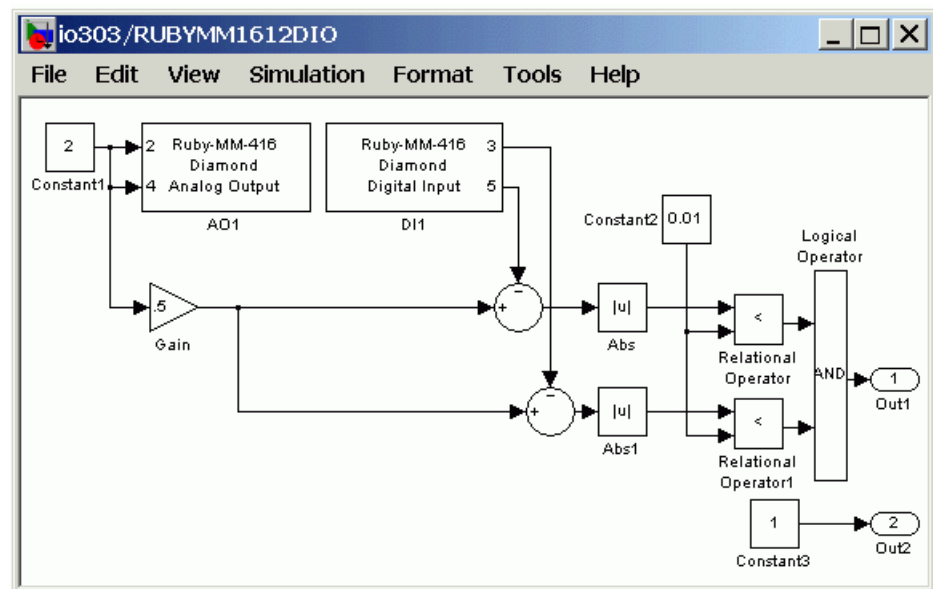 io303/RUBYMM1612DIO
File Edit View Simulation Format Tools Help
2
Constant1
2 Ruby-MM-416
Diamond
4 Analog Output
AO1
Ruby-MM-416 3
Diamond
Digital Input 5
DI1
Constant2 0.01
Logical
Operator
.5
Gain
-
+
|u|
Abs
<
Relational
Operator
AND
1
Out1
-
+
|u|
Abs1
<
Relational
Operator1
1
Constant3
2
Out2